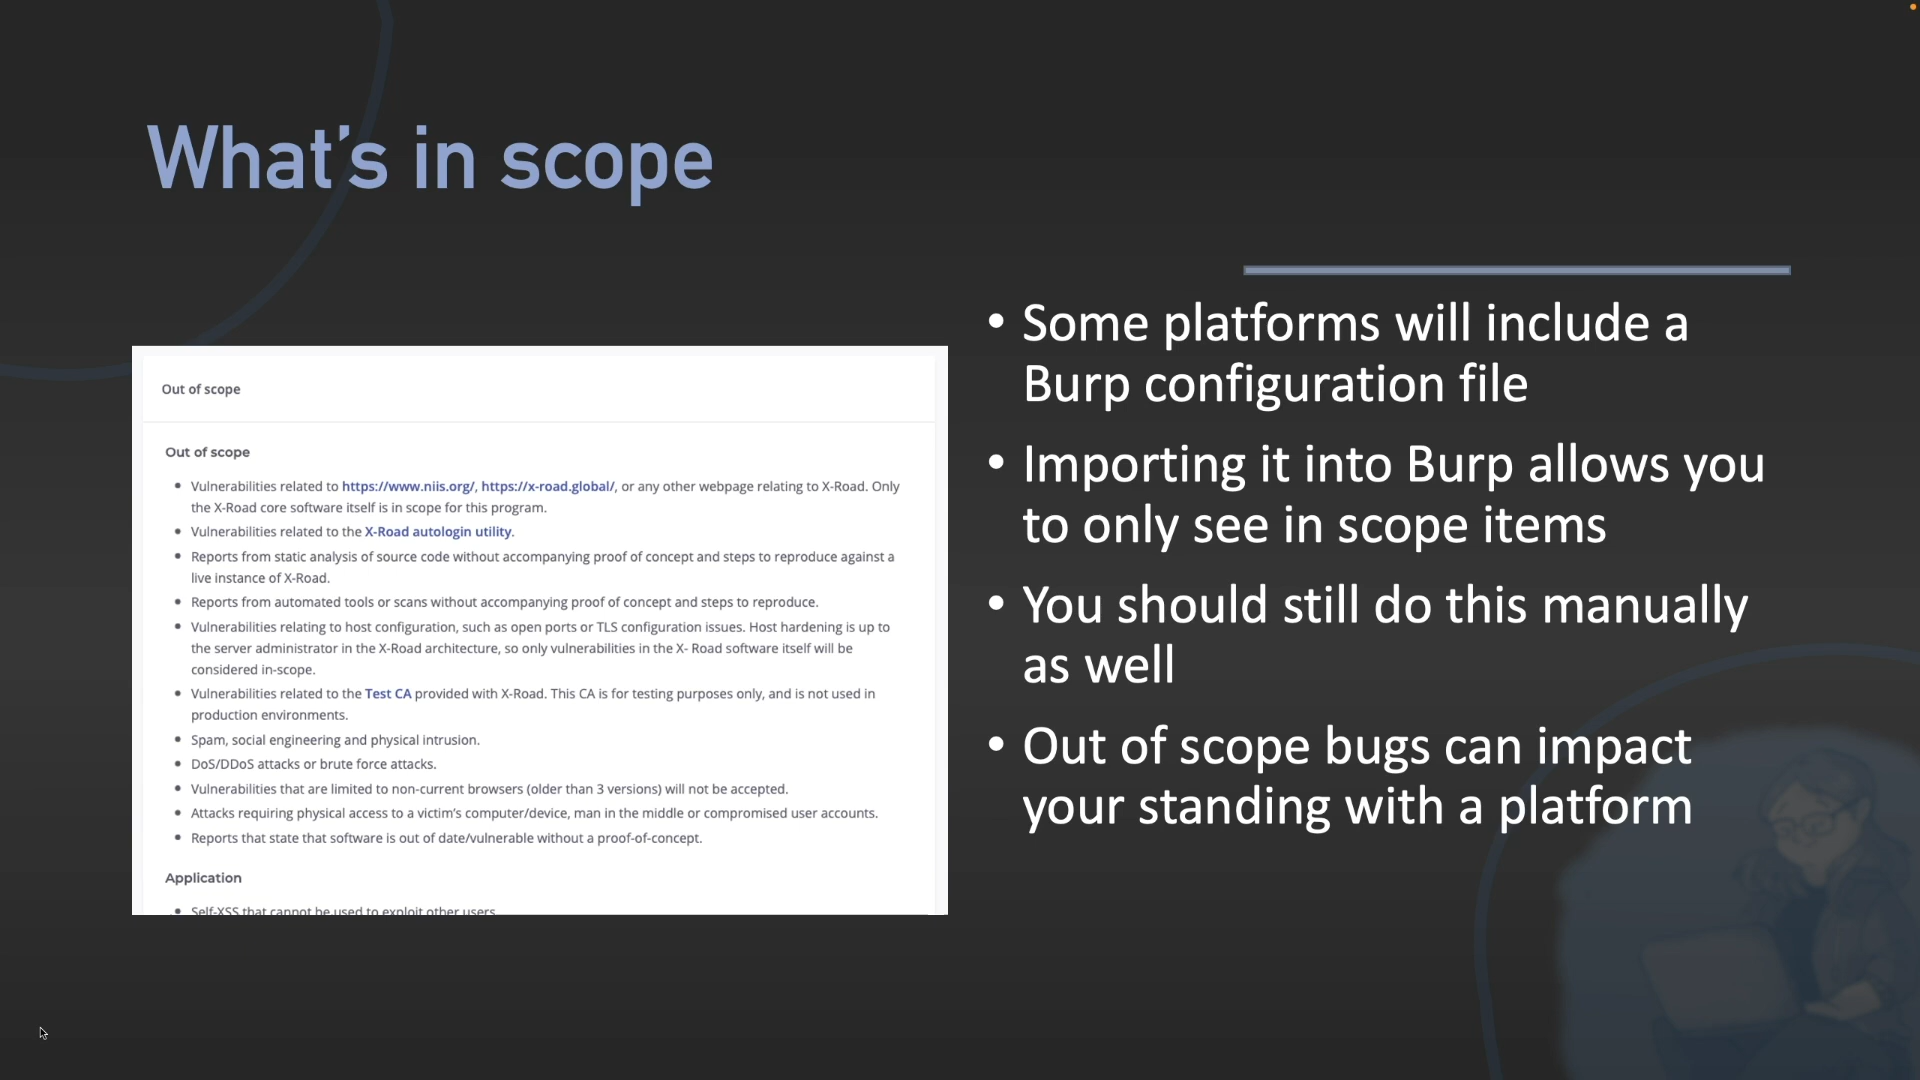 What's in scope
Out of scope
Out of scope
• Vulnerabilities related to https://www.niis.org/, https://x-road.global/, or any other webpage relating to X-Road. Only
the X-Road core software itself is in scope for this program.
• Vulnerabilities related to the X-Road autologin utility.
• Reports from static analysis of source code without accompanying proof of concept and steps to reproduce against a
live instance of X-Road.
• Reports from automated tools or scans without accompanying proof of concept and steps to reproduce.
• Vulnerabilities relating to host configuration, such as open ports or TLS configuration issues. Host hardening is up to
the server administrator in the X-Road architecture, so only vulnerabilities in the X- Road software itself will be
considered in-scope.
• Vulnerabilities related to the Test CA provided with X-Road. This CA is for testing purposes only, and is not used in
production environments.
• Spam, social engineering and physical intrusion.
• DoS/DDoS attacks or brute force attacks.
• Vulnerabilities that are limited to non-current browsers (older than 3 versions) will not be accepted.
• Attacks requiring physical access to a victim's computer/device, man in the middle or compromised user accounts.
• Reports that state that software is out of date/vulnerable without a proof-of-concept.
Application
• Self-XSS that cannot be used to exploit other users
• Some platforms will include a
Burp configuration file
• Importing it into Burp allows you
to only see in scope items
• You should still do this manually
as well
• Out of scope bugs can impact
your standing with a platform